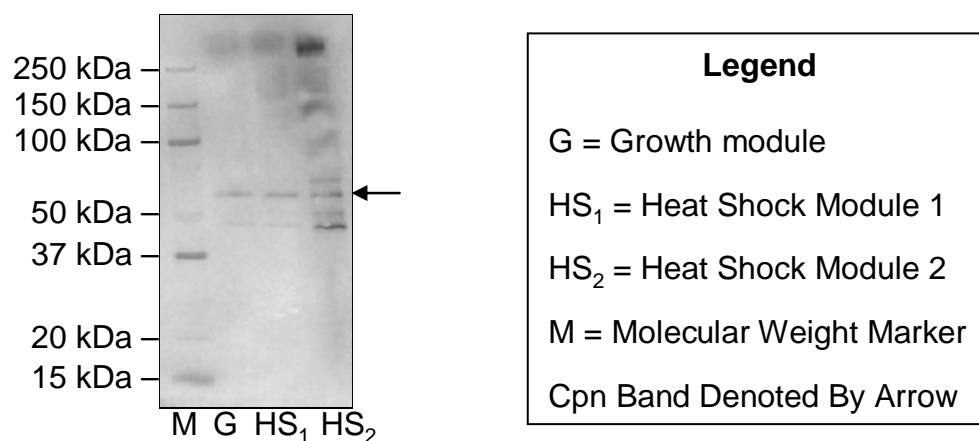 250 kDa
150 kDa
100 kDa
50 kDa
37 kDa
20 kDa
15 kDa
M G HS₁ HS₂
Legend
G = Growth module
HS₁ = Heat Shock Module 1
HS₂ = Heat Shock Module 2
M = Molecular Weight Marker
Cpn Band Denoted By Arrow